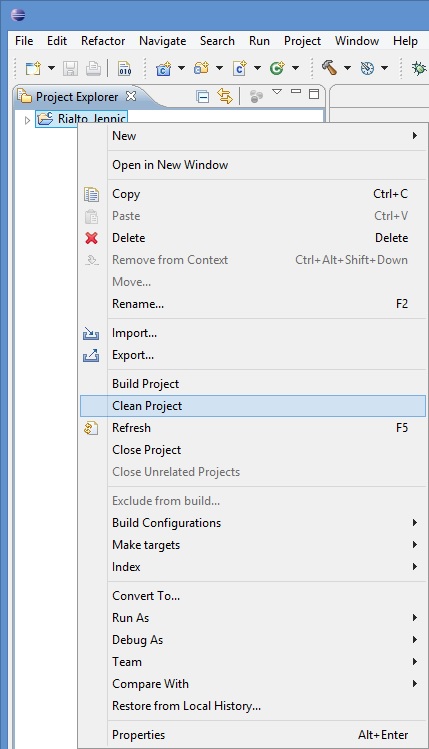 File Edit Refactor Navigate Search Run Project Window Help
010
Project Explorer
Rialto_Jennic
New
Open in New Window
Copy Ctrl+C
Paste Ctrl+V
Delete Delete
Remove from Context Ctrl+Alt+Shift+Down
Move...
Rename... F2
Import...
Export...
Build Project
Clean Project
Refresh F5
Close Project
Close Unrelated Projects
Exclude from build...
Build Configurations
Make targets
Index
Convert To...
Run As
Debug As
Team
Compare With
Restore from Local History...
Properties Alt+Enter